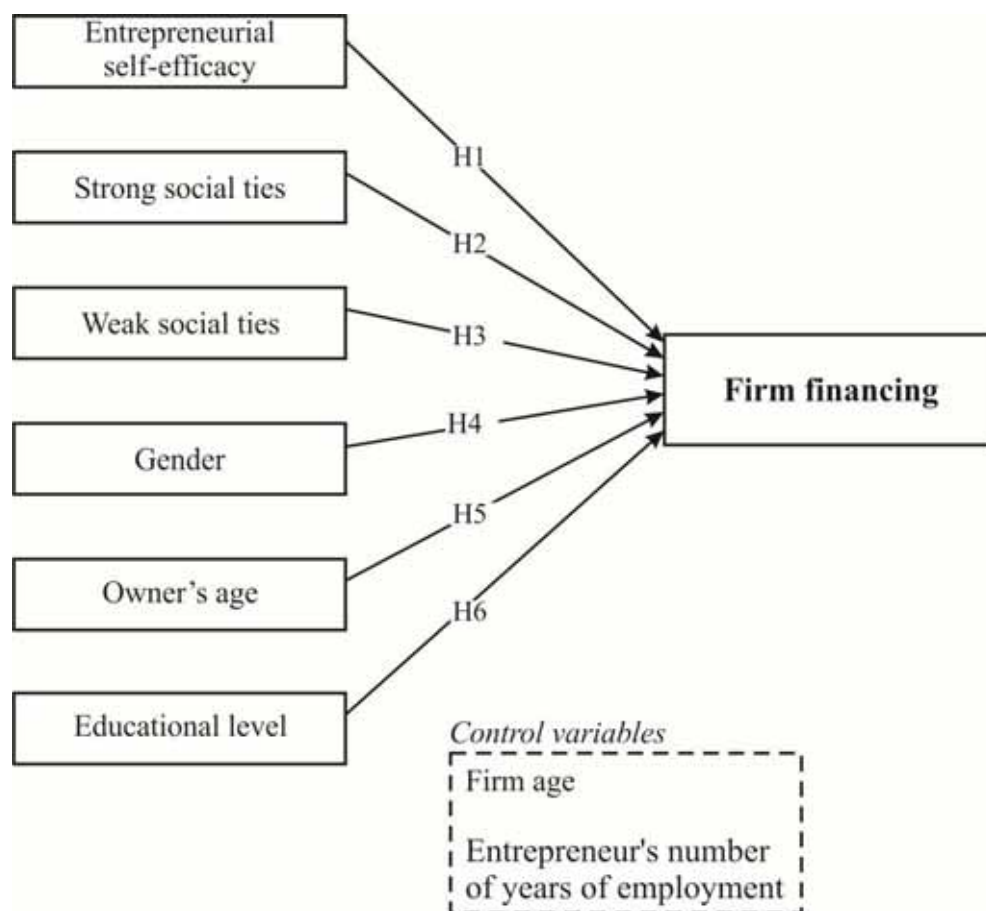 Entrepreneurial
self-efficacy
H1
Strong social ties
H2
Weak social ties
H3
Firm financing
Gender
H4
Owner’s age
H5
Educational level
H6
Control variables
Firm age
Entrepreneur's number
of years of employment